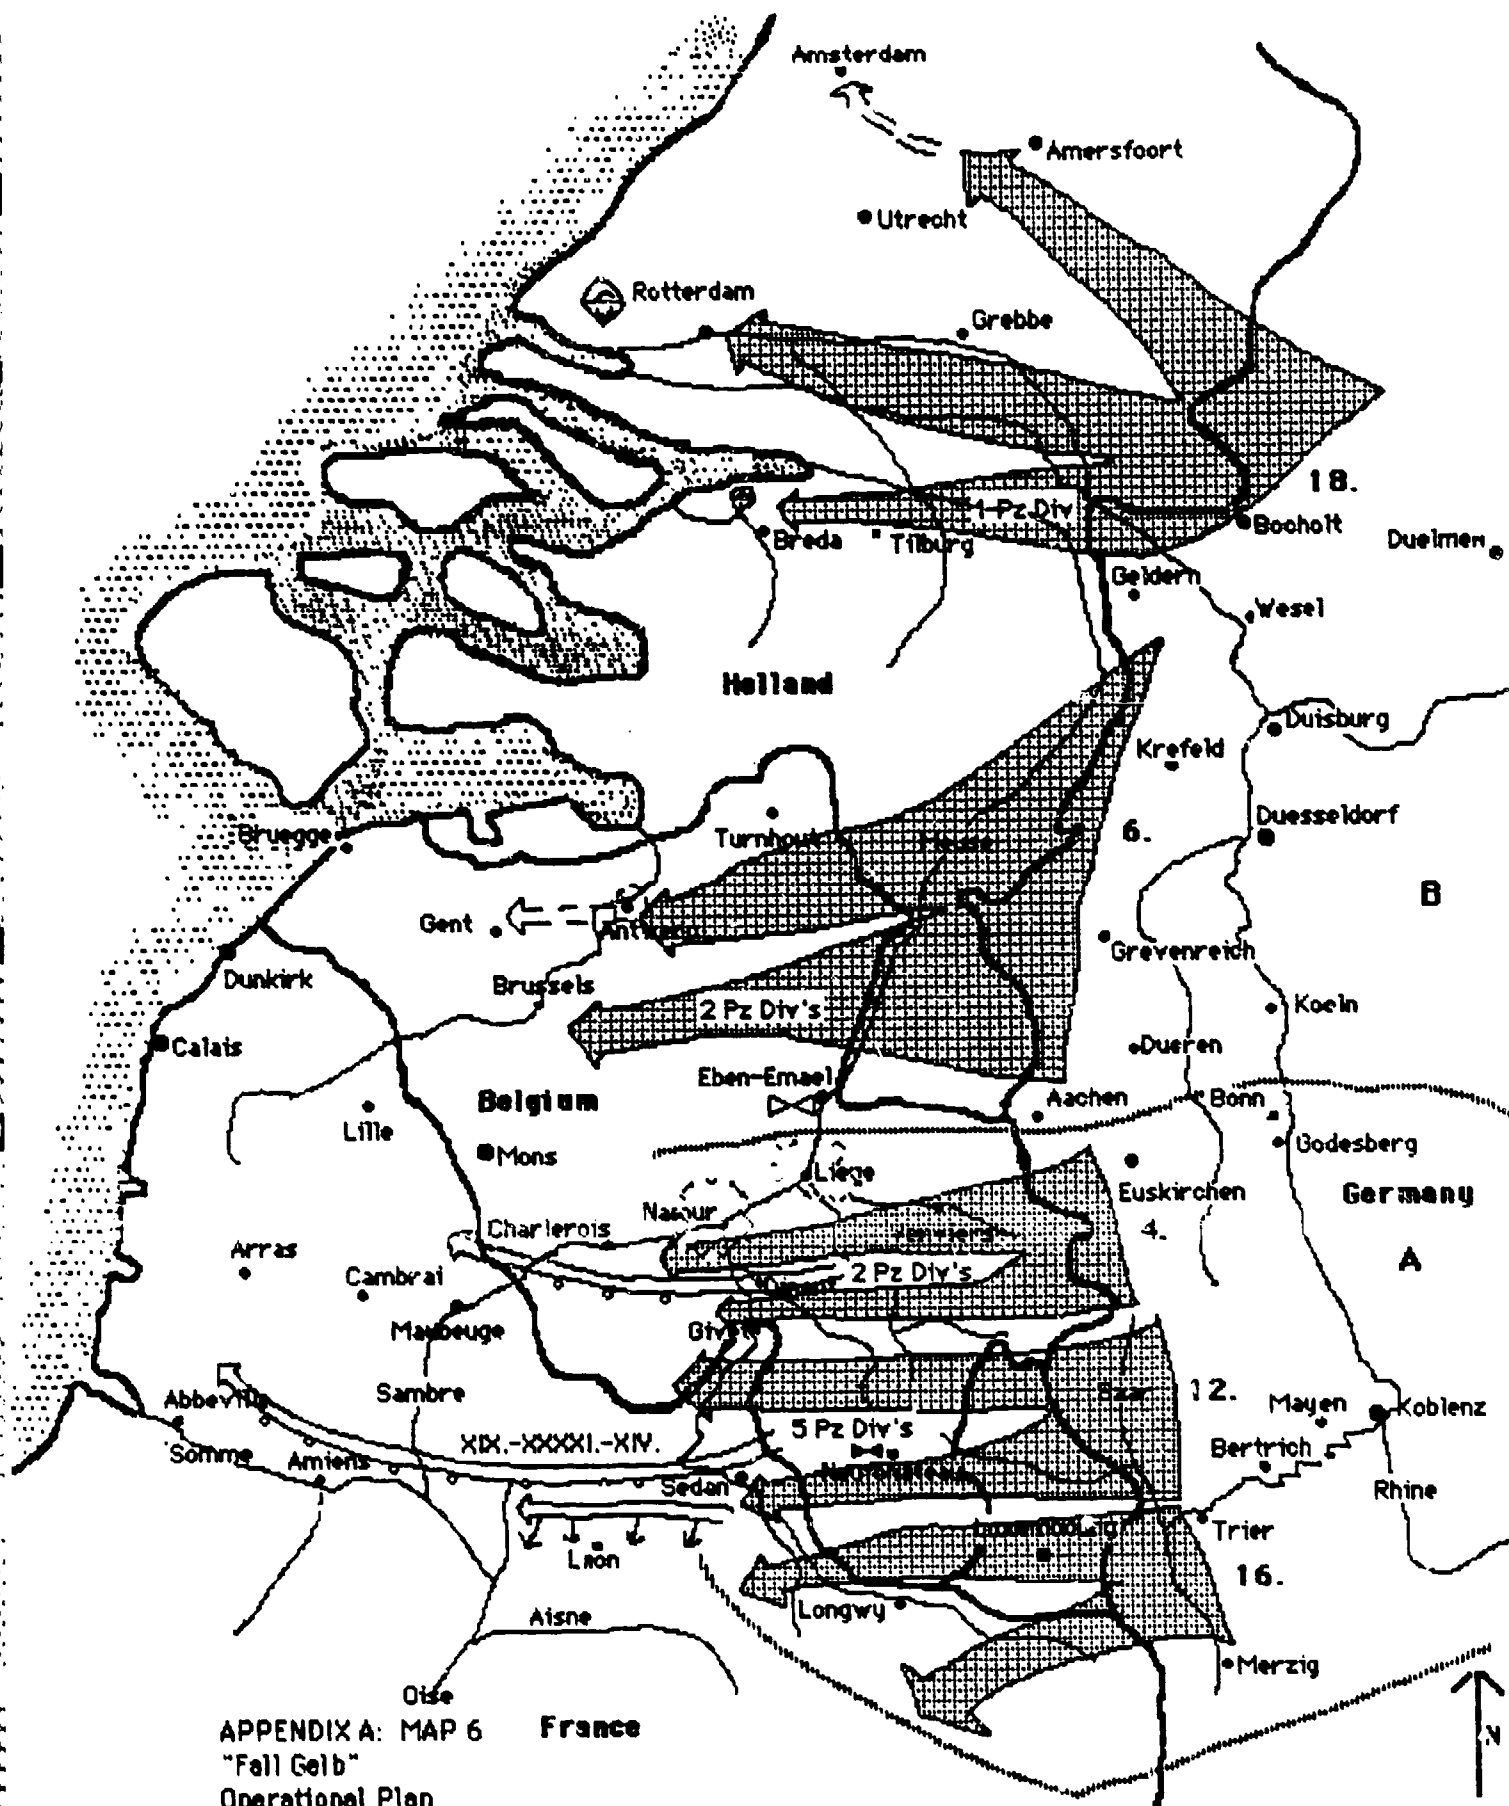 Amsterdam
Amersfoort
Utrecht
Rotterdam
Grebbe
18.
1 Pz Div
Bocholt
Breda
Tilburg
Duelmen
Geldern
Wesel
Holland
Duisburg
Krefeld
Duesseldorf
6.
Turnhout
Meuse
Bruegge
B
Gent
Grevenreich
Dunkirk
Brussels
2 Pz Div's
Koeln
Calais
Dueren
Eben-Emael
Belgium
Aachen
Bonn
Lille
Mons
Godesberg
Liege
Euskirchen
Germany
Namur
Charlerois
4.
Arras
Cambrai
2 Pz Div's
A
Maubeuge
Givet
Abbeville
Sambre
12.
Mayen
Koblenz
5 Pz Div's
Somme
Amiens
XIX.-XXXXI.-XIV.
Bertrich
Sedan
Rhine
Laon
Luxembourg
Trier
16.
Longwy
Aisne
Merzig
Oise
France
N
APPENDIX A: MAP 6
"Fall Gelb"
Operational Plan